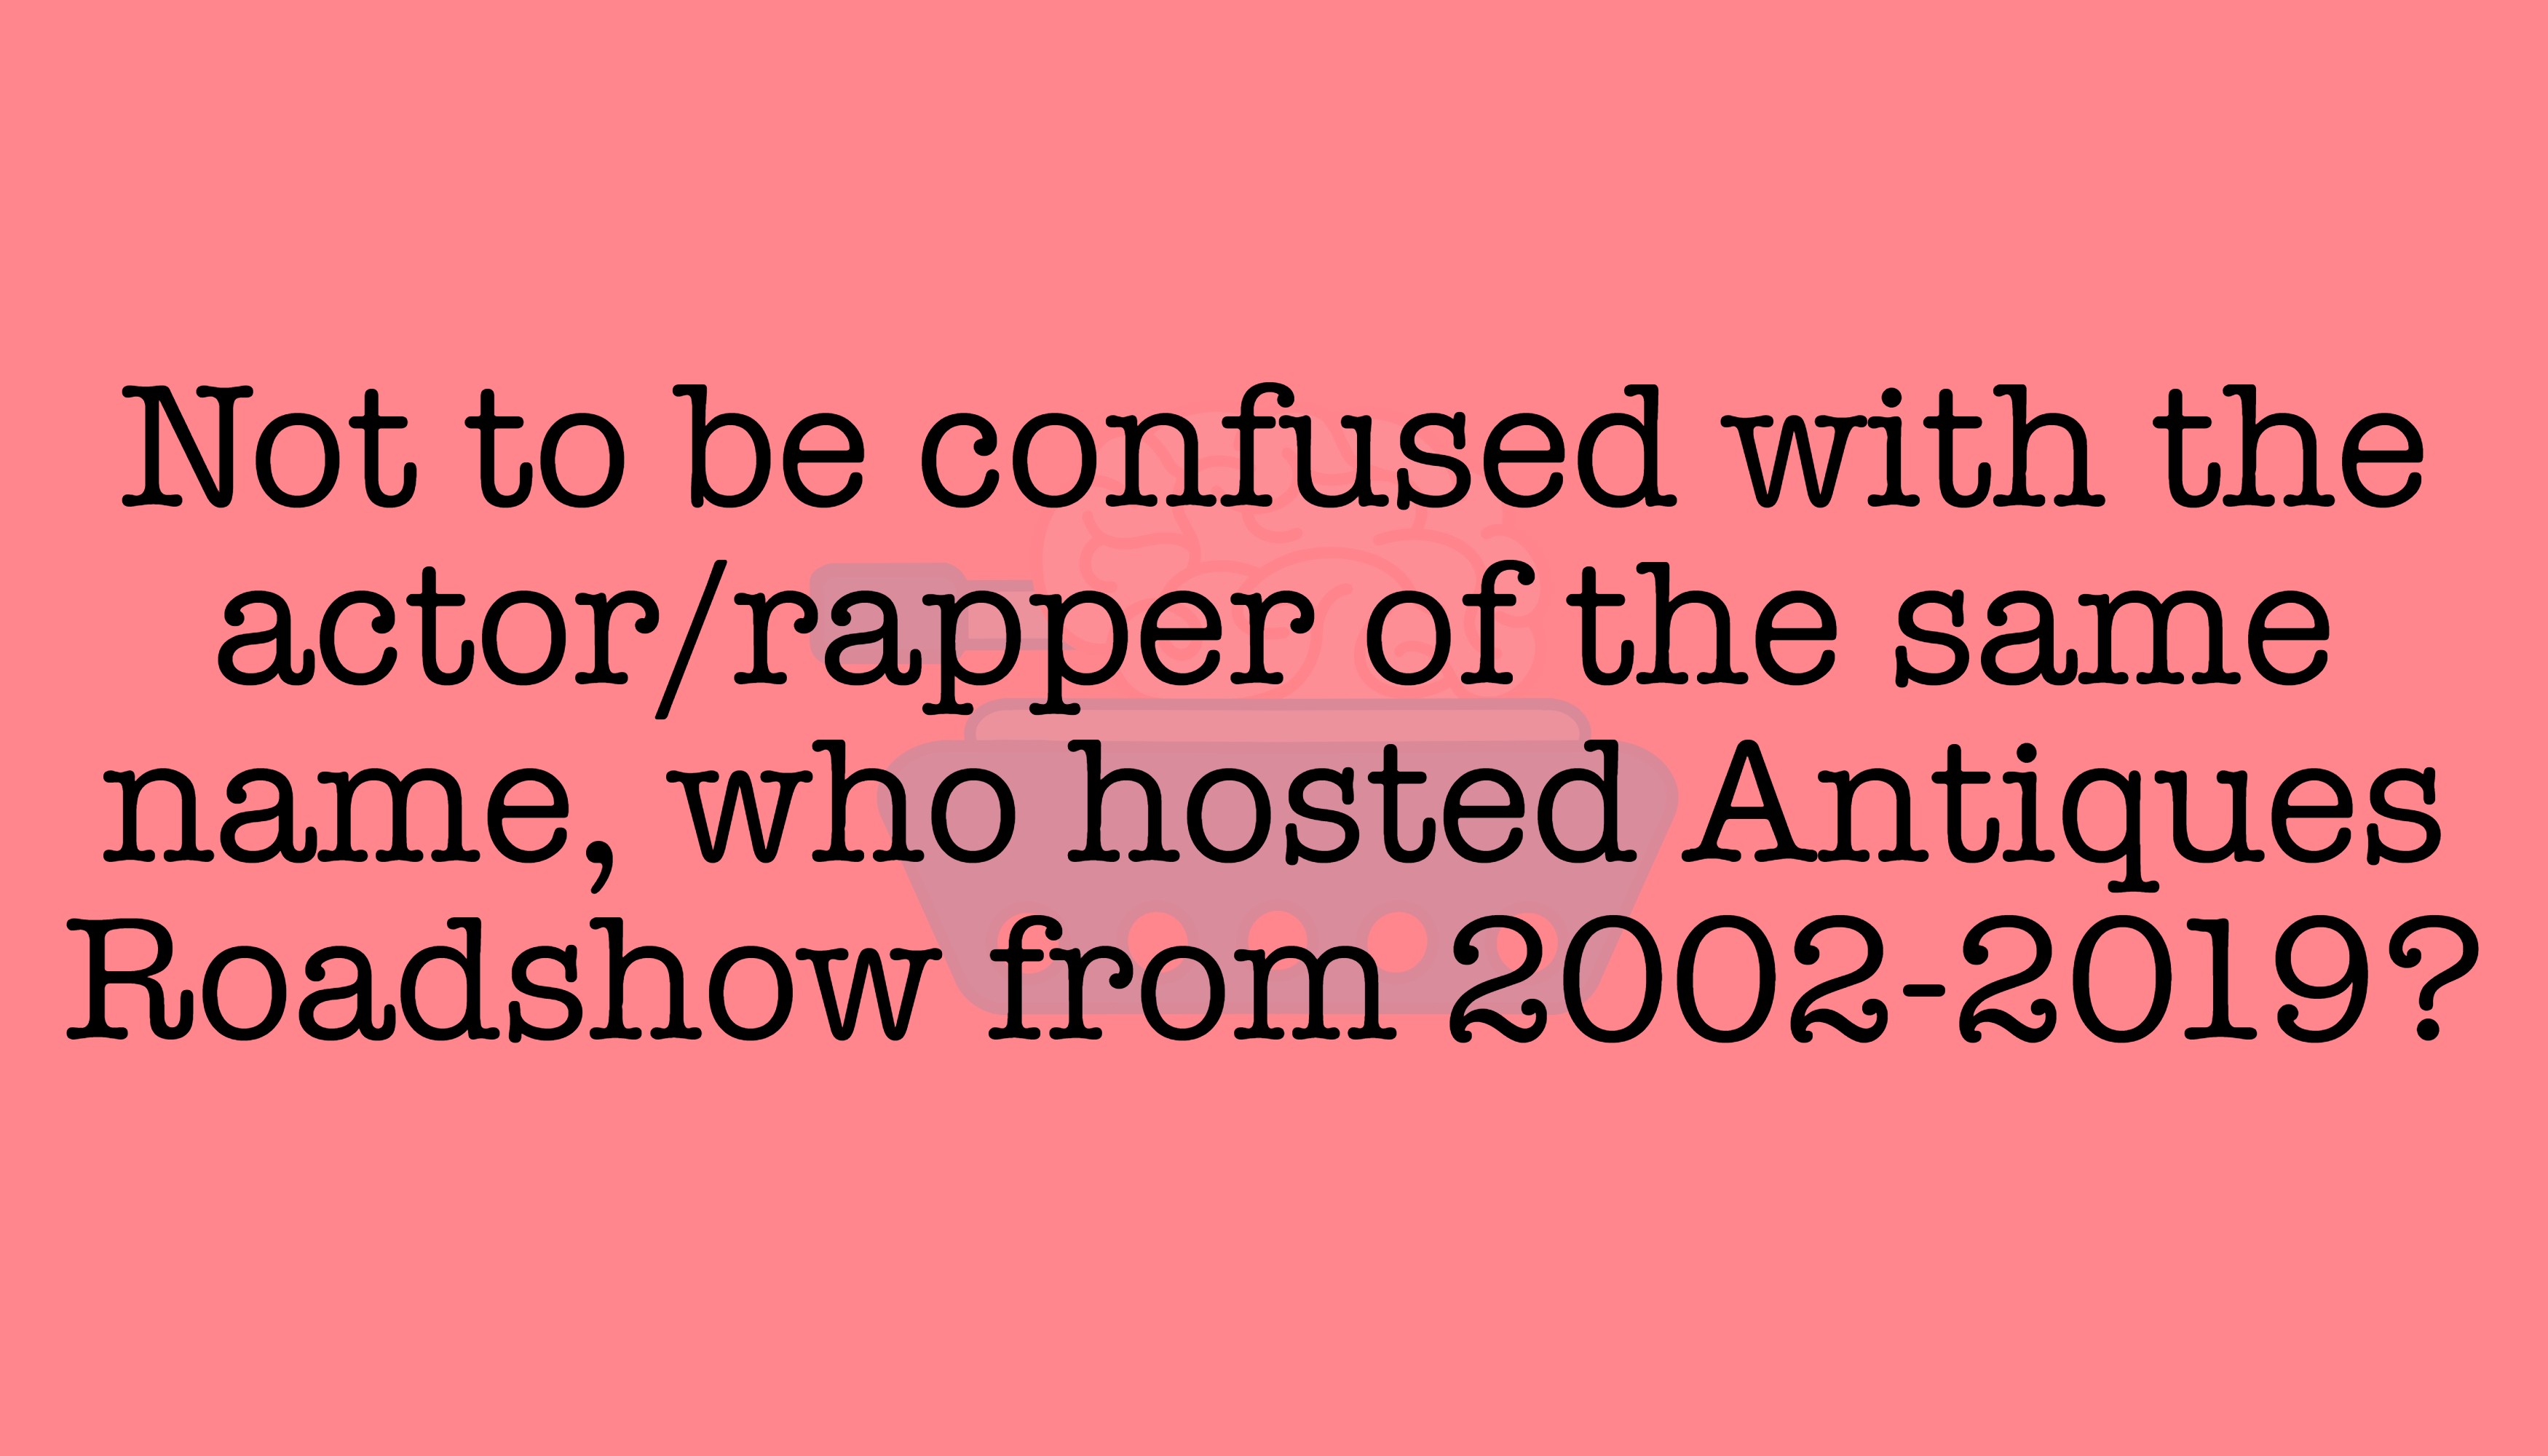 Not to be confused with the
actor/rapper of the same
name, who hosted Antiques
Roadshow from 2002-2019?